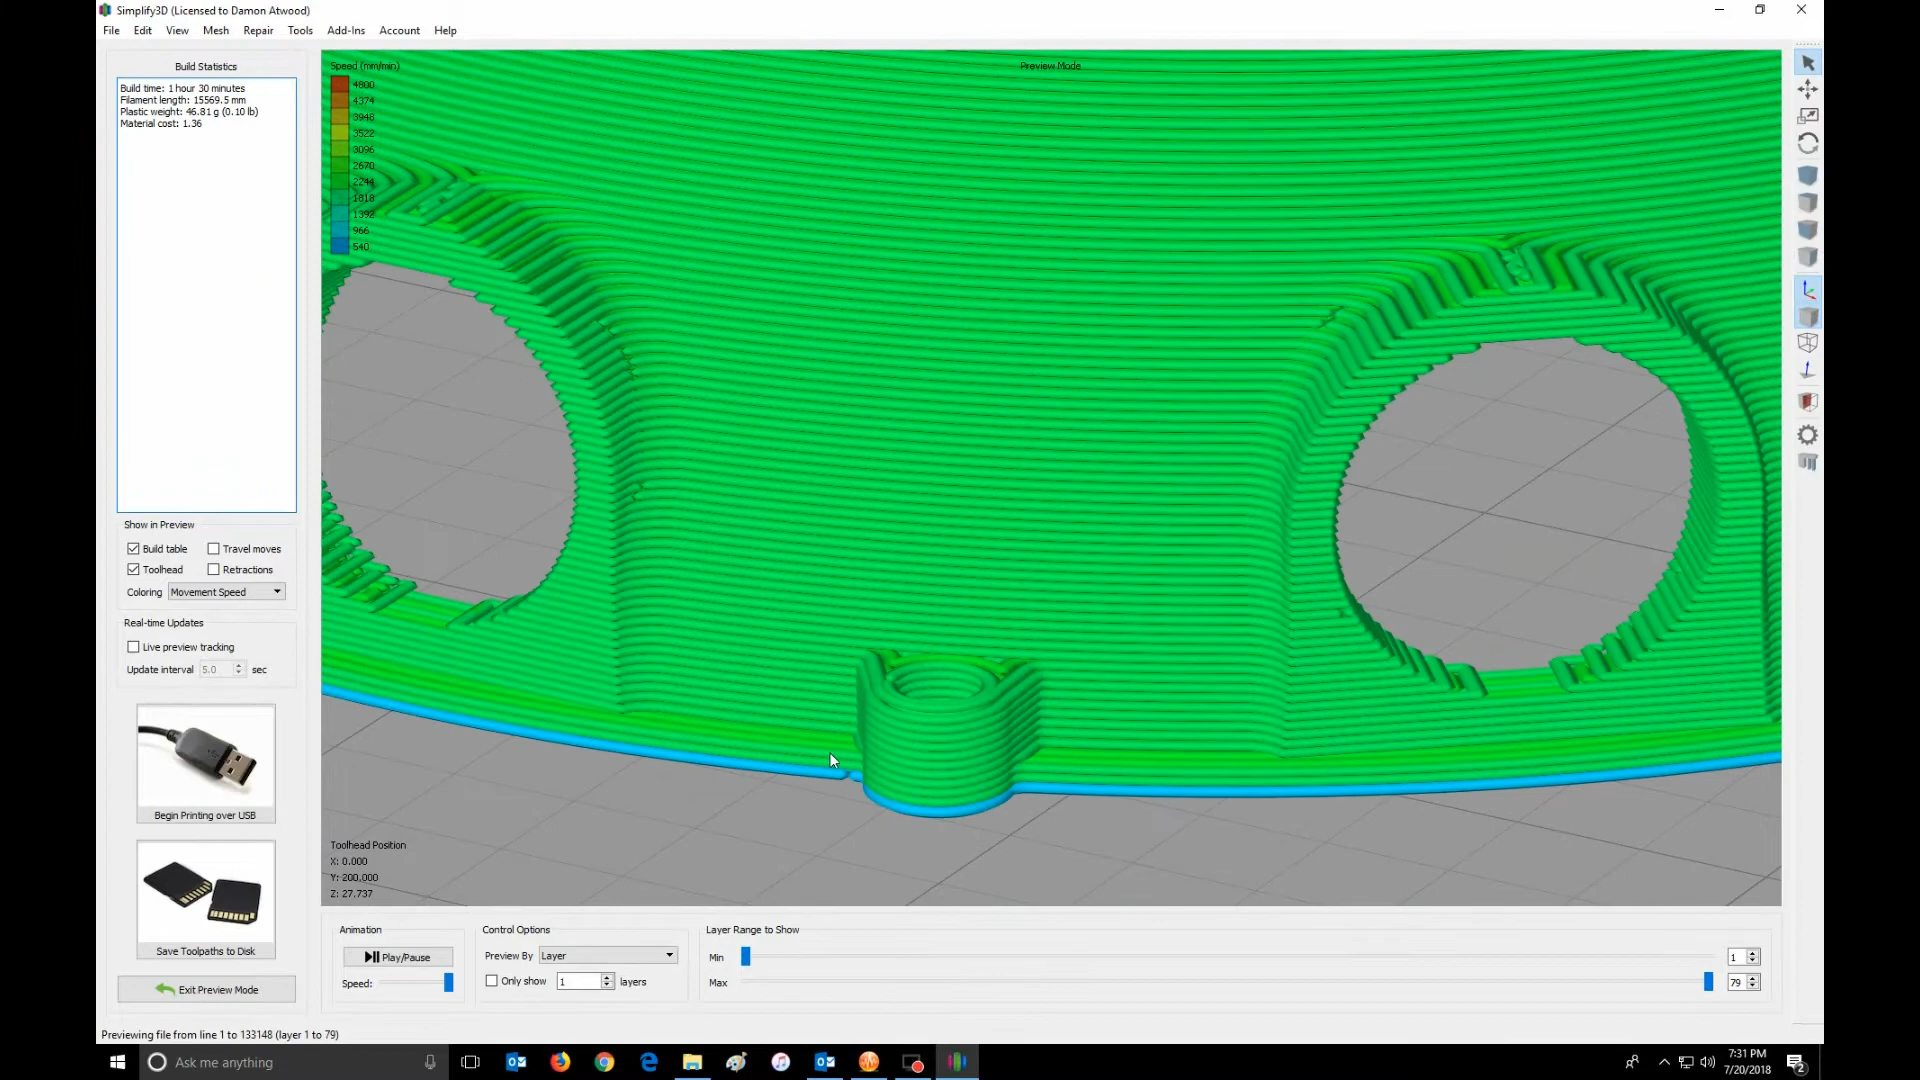 Simplify3D (Licensed to Damon Atwood)
File Edit View Mesh Repair Tools Add-Ins Account Help
Build Statistics
Build time: 1 hour 30 minutes
Filament length: 15569.5 mm
Plastic weight: 46.81 g (0.10 lb)
Material cost: 1.36
Speed (mm/min)
4800
4374
3948
3522
3096
2670
2244
1818
1392
966
540
Preview Mode
Show in Preview
Build table Travel moves
Toolhead Retractions
Coloring Movement Speed
Real-time Updates
Live preview tracking
Update interval 5.0 sec
Begin Printing over USB
Save Toolpaths to Disk
Exit Preview Mode
Toolhead Position
X: 0.000
Y: 200.000
Z: 27.737
Animation
Play/Pause
Speed:
Control Options
Preview By Layer
Only show 1 layers
Layer Range to Show
Min 1
Max 79
Previewing file from line 1 to 133148 (layer 1 to 79)
Ask me anything
7:31 PM
7/20/2018
2